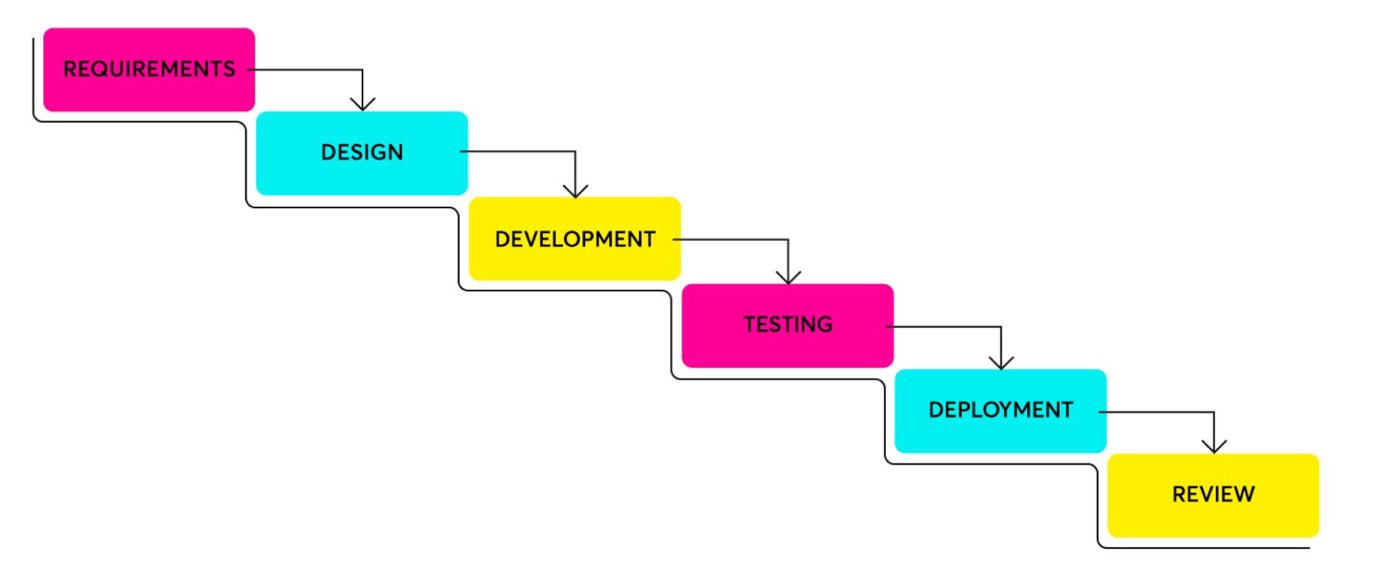 REQUIREMENTS
DESIGN
DEVELOPMENT
TESTING
DEPLOYMENT
REVIEW